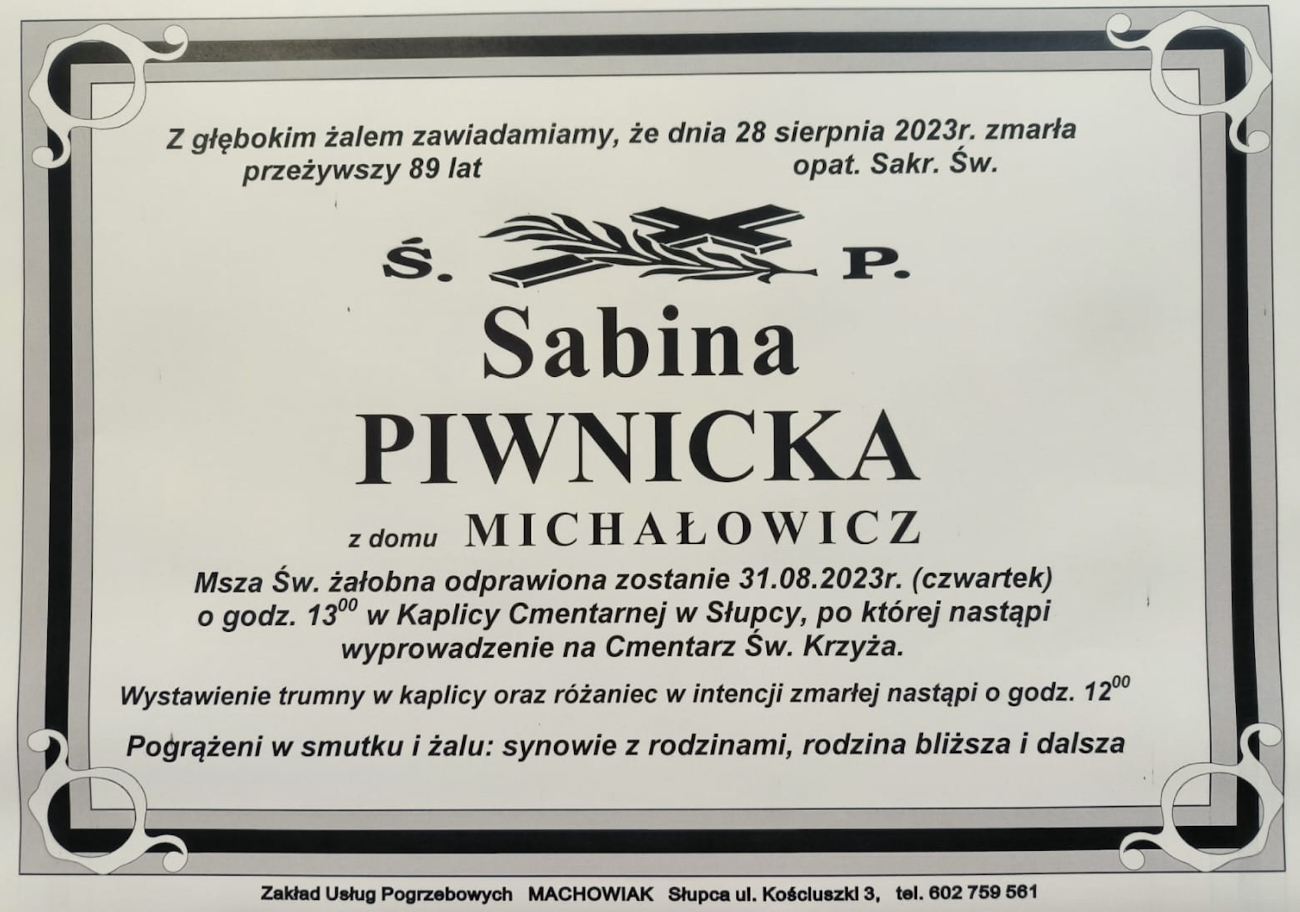 Z głębokim żalem zawiadamiamy, że dnia 28 sierpnia 2023r. zmarła
przeżywszy 89 lat opat. Sakr. Św.
Ś. P.
Sabina
PIWNICKA
z domu MICHAŁOWICZ
Msza Św. żałobna odprawiona zostanie 31.08.2023r. (czwartek)
o godz. 13⁰⁰ w Kaplicy Cmentarnej w Słupcy, po której nastąpi
wyprowadzenie na Cmentarz Św. Krzyża.
Wystawienie trumny w kaplicy oraz różaniec w intencji zmarłej nastąpi o godz. 12⁰⁰
Pogrążeni w smutku i żalu: synowie z rodzinami, rodzina bliższa i dalsza
Zakład Usług Pogrzebowych MACHOWIAK Słupca ul. Kościuszki 3, tel. 602 759 561